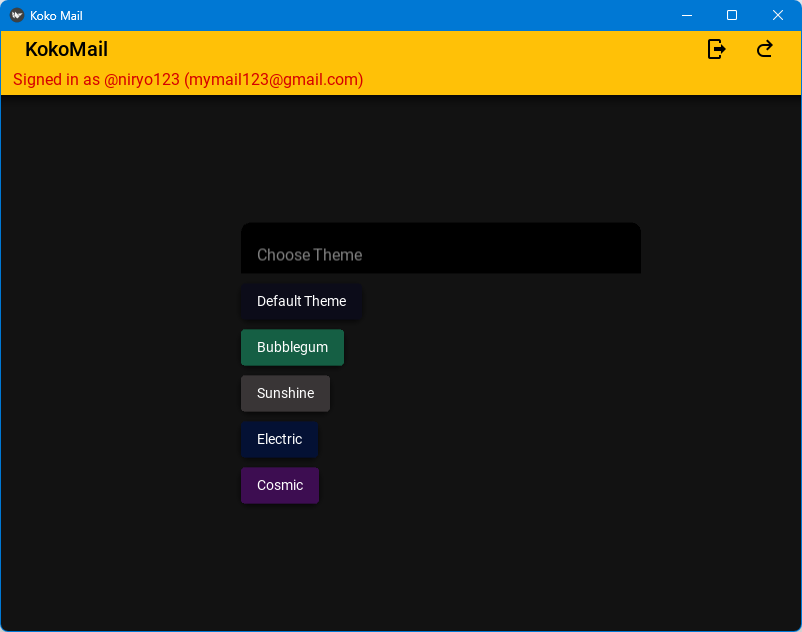 Koko Mail
KokoMail
Signed in as @niryo123 (mymail123@gmail.com)
Choose Theme
Default Theme
Bubblegum
Sunshine
Electric
Cosmic